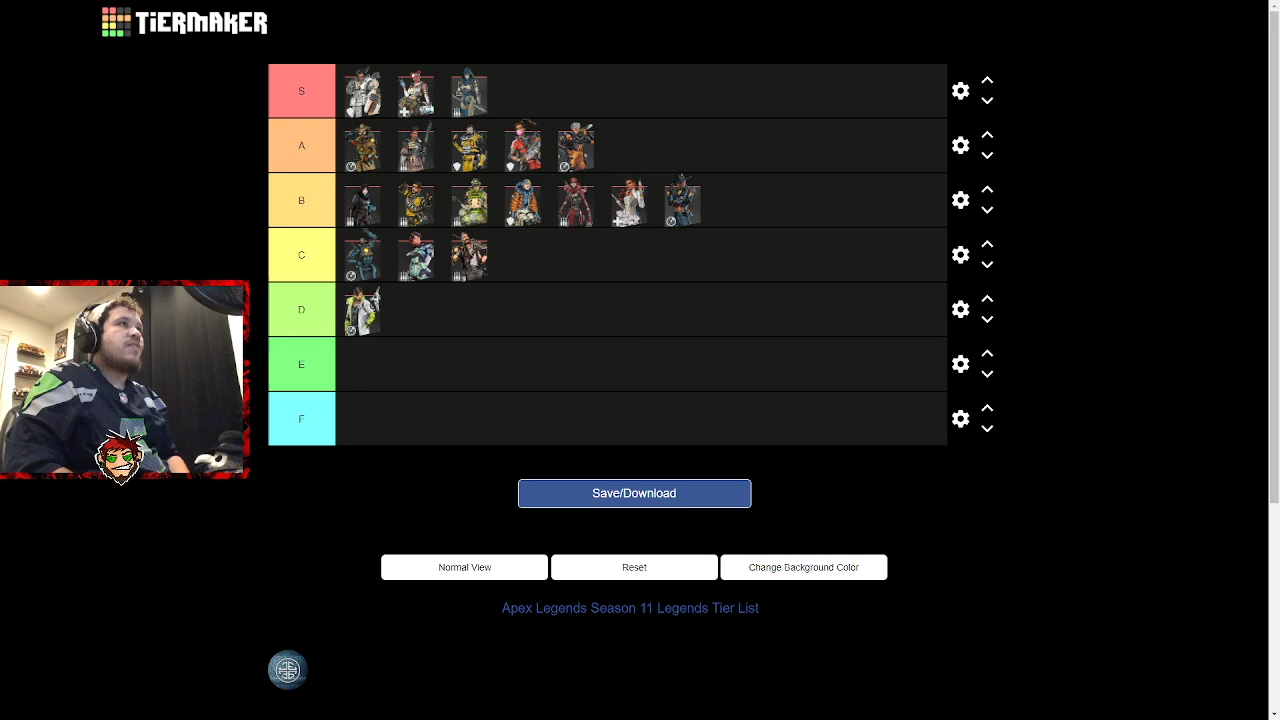 TiERMAKER
S
A
B
C
D
E
F
Save/Download
Normal View
Reset
Change Background Color
Apex Legends Season 11 Legends Tier List